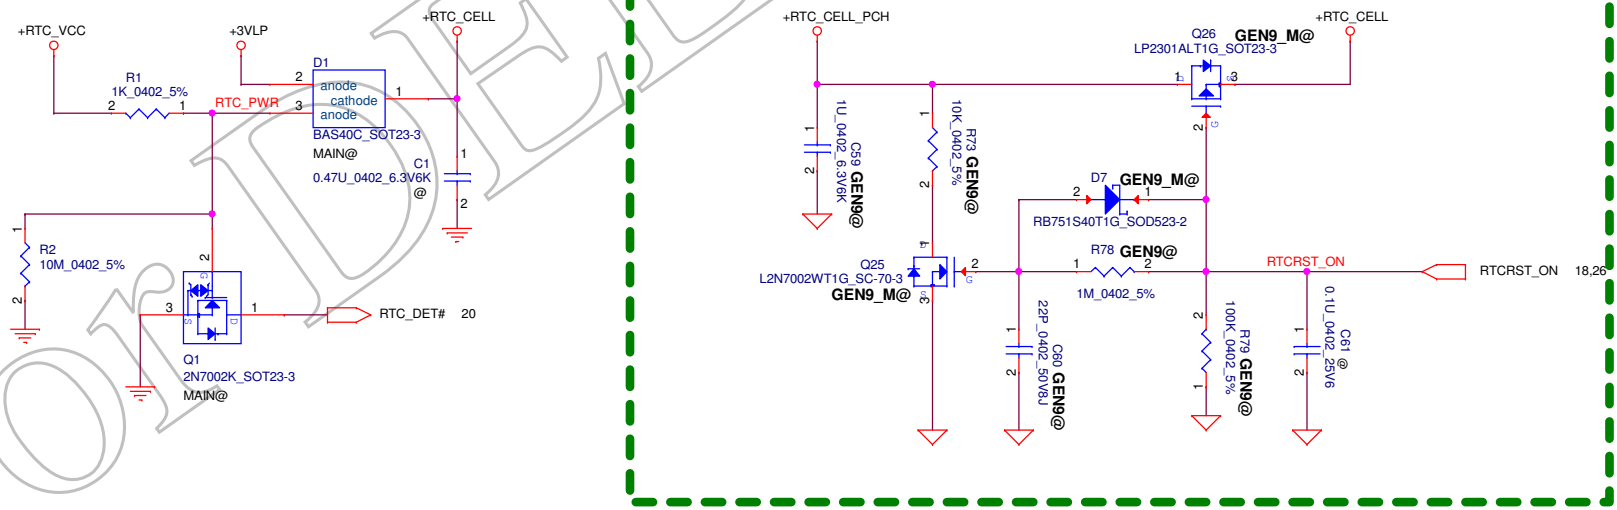 +RTC_VCC
+3VLP
+RTC_CELL
R1
1K_0402_5%
2
1
RTC_PWR
D1
2
anode
cathode
1
3
anode
BAS40C_SOT23-3
MAIN@
C1
0.47U_0402_6.3V6K
@
1
2
R2
10M_0402_5%
1
2
2
G
3
S
D
1
RTC_DET# 20
Q1
2N7002K_SOT23-3
MAIN@
or DEL
+RTC_CELL_PCH
+RTC_CELL
Q26 GEN9_M@
LP2301ALT1G_SOT23-3
1
D
S
3
G
2
1
2
C59 GEN9@
1U_0402_6.3V6K
1
2
R73 GEN9@
10K_0402_5%
D7 GEN9_M@
2
1
RB751S40T1G_SOD523-2
Q25
L2N7002WT1G_SC-70-3
GEN9_M@
1
D
2
G
S
3
R78 GEN9@
1
2
1M_0402_5%
RTCRST_ON
RTCRST_ON 18,26
1
2
C60 GEN9@
22P_0402_50V8J
2
1
R79 GEN9@
100K_0402_5%
1
2
C61 @
0.1U_0402_25V6